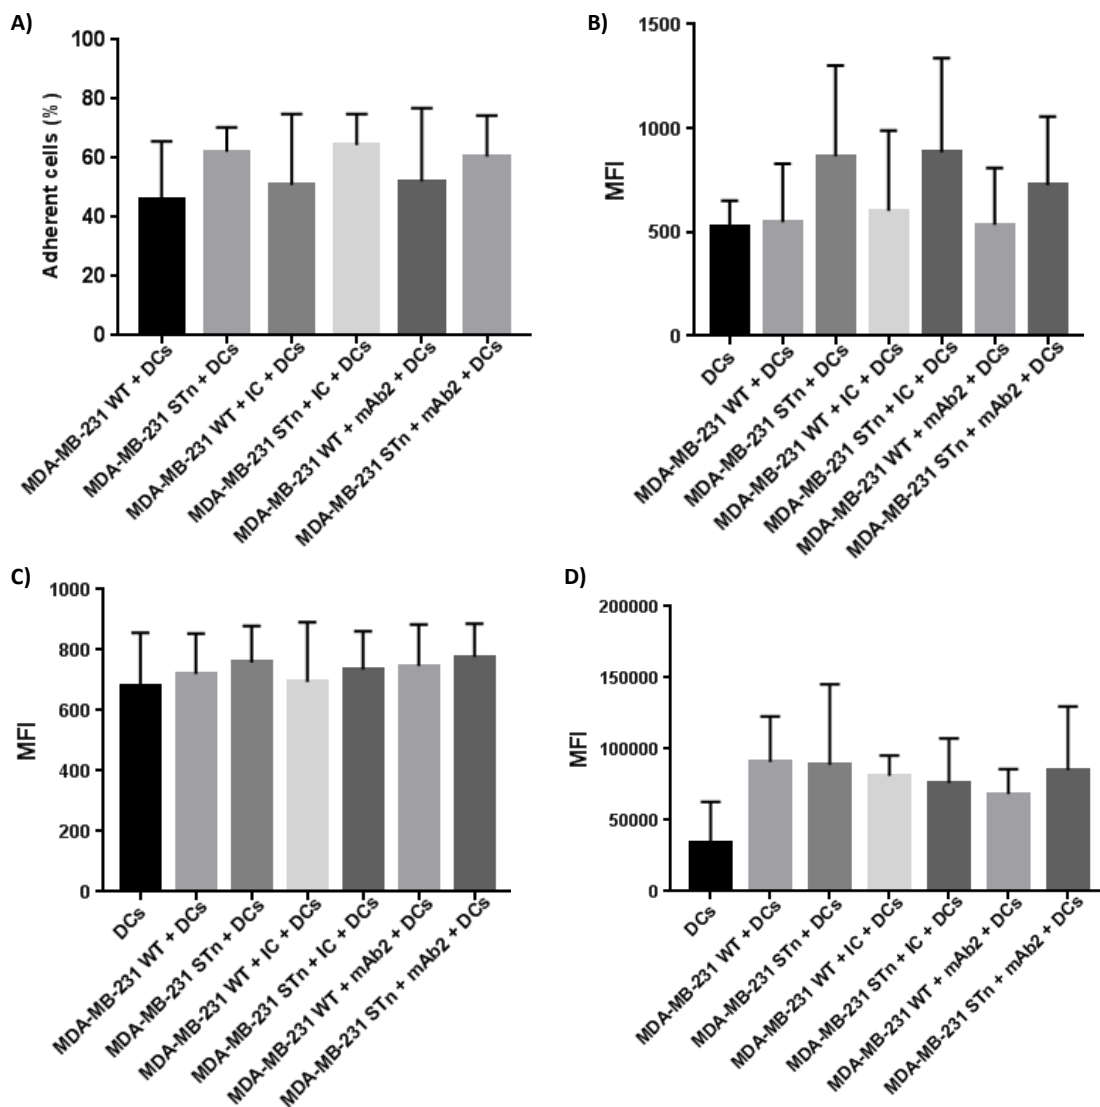 A)
Adherent cells (%)
100
80
60
40
20
0
MDA-MB-231 WT + DCs
MDA-MB-231 STn + DCs
MDA-MB-231 WT + IC + DCs
MDA-MB-231 STn + IC + DCs
MDA-MB-231 WT + mAb2 + DCs
MDA-MB-231 STn + mAb2 + DCs
B)
MFI
1500
1000
500
0
DCs
MDA-MB-231 WT + DCs
MDA-MB-231 STn + DCs
MDA-MB-231 WT + IC + DCs
MDA-MB-231 STn + IC + DCs
MDA-MB-231 WT + mAb2 + DCs
MDA-MB-231 STn + mAb2 + DCs
C)
MFI
1000
800
600
400
200
0
DCs
MDA-MB-231 WT + DCs
MDA-MB-231 STn + DCs
MDA-MB-231 WT + IC + DCs
MDA-MB-231 STn + IC + DCs
MDA-MB-231 WT + mAb2 + DCs
MDA-MB-231 STn + mAb2 + DCs
D)
MFI
200000
150000
100000
50000
0
DCs
MDA-MB-231 WT + DCs
MDA-MB-231 STn + DCs
MDA-MB-231 WT + IC + DCs
MDA-MB-231 STn + IC + DCs
MDA-MB-231 WT + mAb2 + DCs
MDA-MB-231 STn + mAb2 + DCs